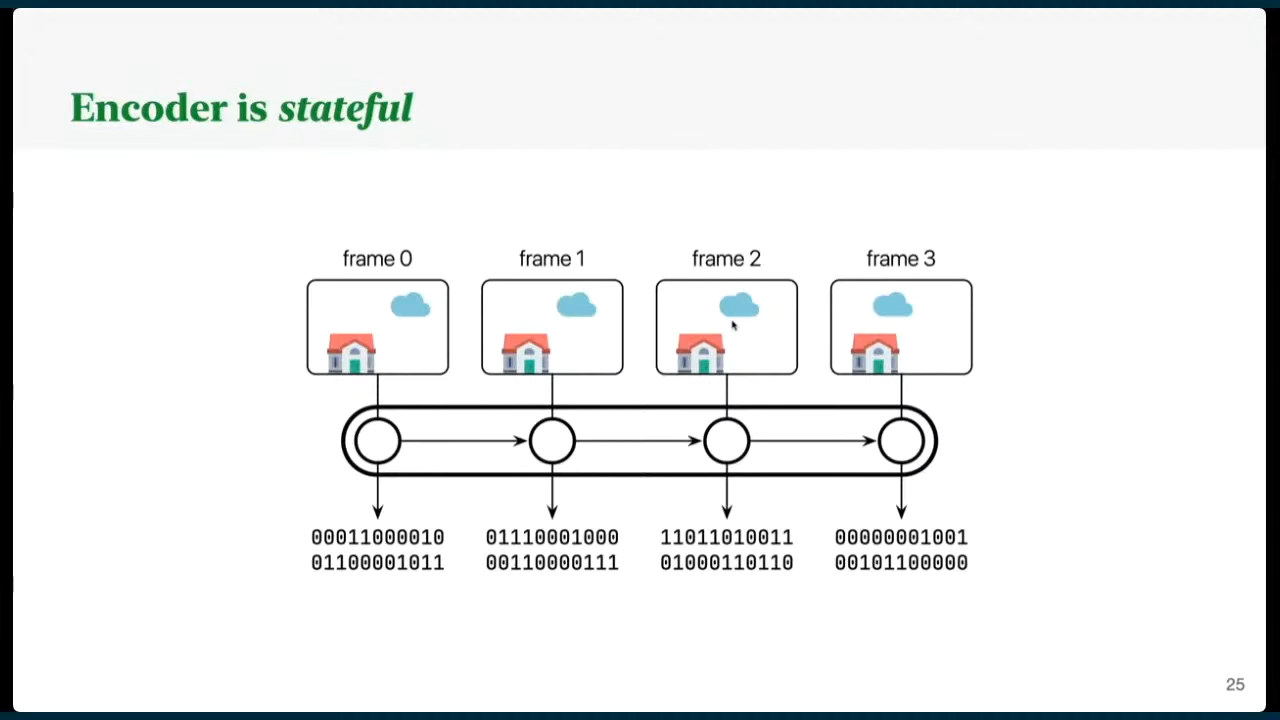 Encoder is stateful
frame 0
frame 1
frame 2
frame 3
00011000010
01100001011
01110001000
00110000111
11011010011
01000110110
00000001001
00101100000
25